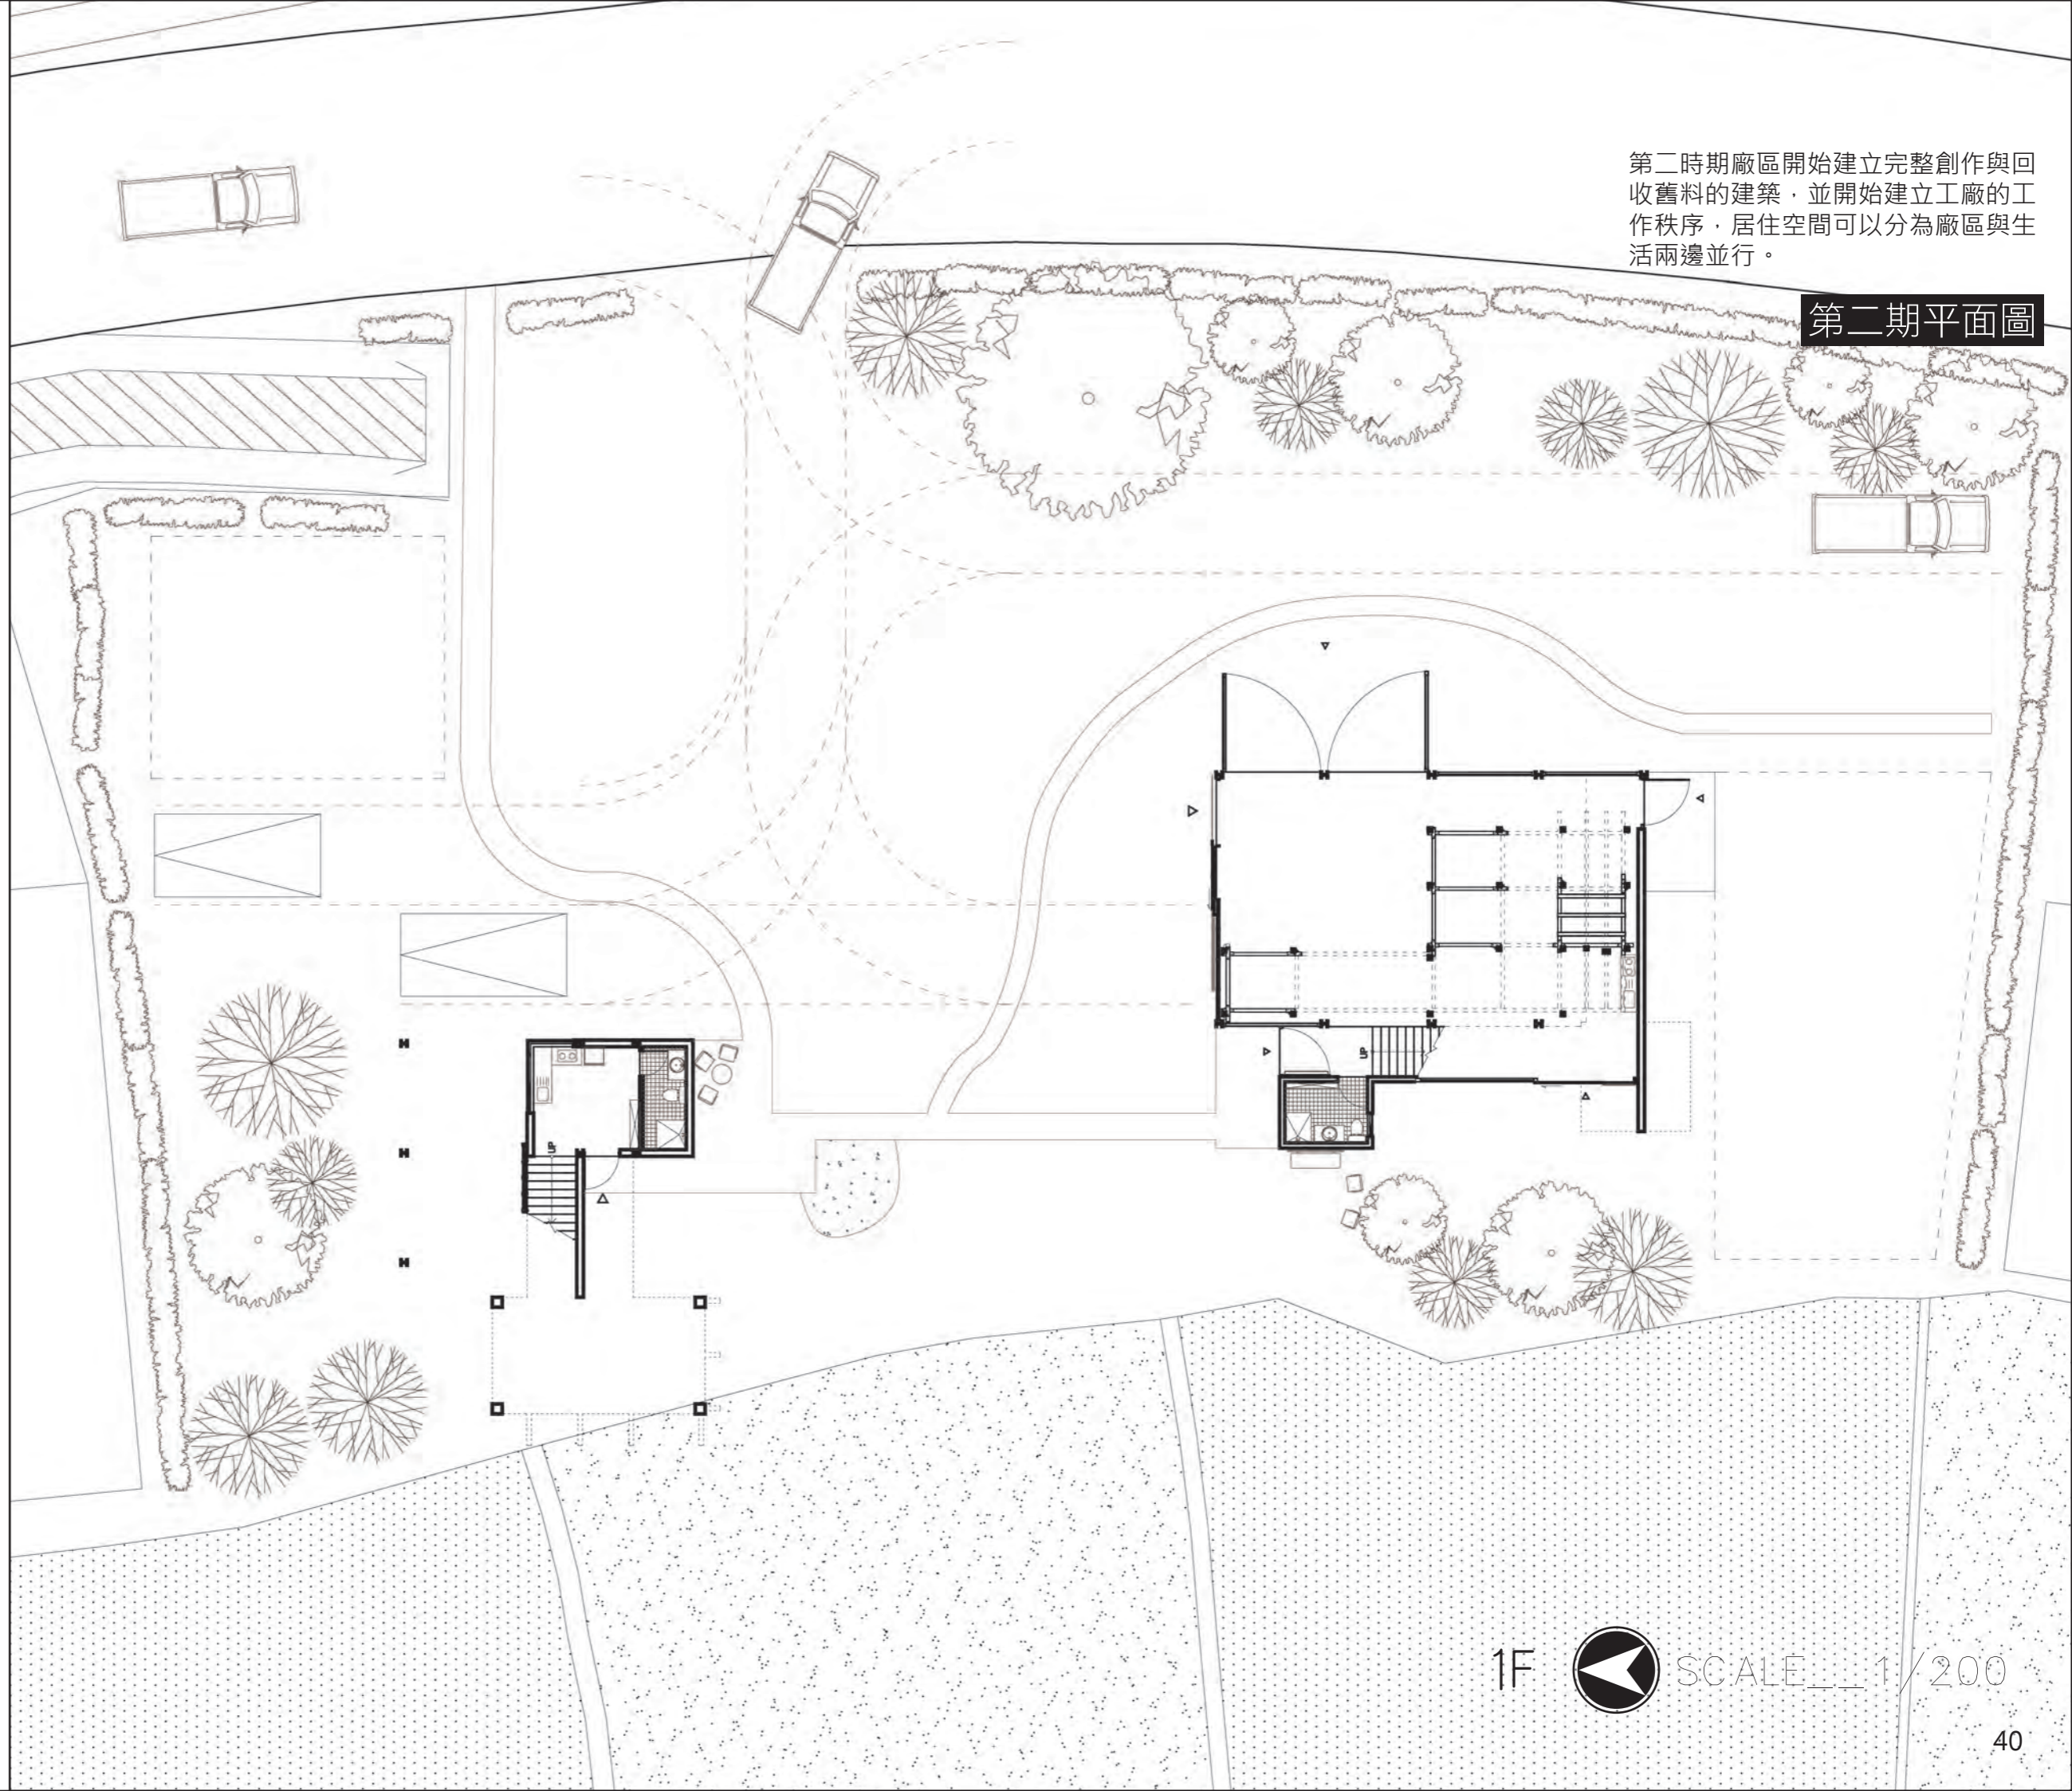 第二時期廠區開始建立完整創作與回
收舊料的建築，並開始建立工廠的工
作秩序，居住空間可以分為廠區與生
活兩邊並行。
第二期平面圖
UP
UP
1F
SCALE__1/200
40